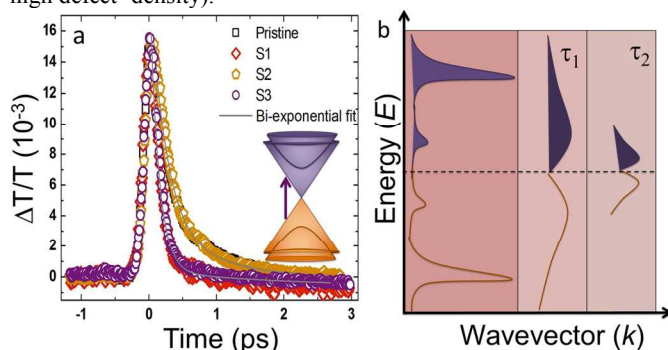 high defect density).
a
16
14
12
10
8
6
4
2
0
ΔT/T (10⁻³)
Pristine
S1
S2
S3
Bi-exponential fit
-1 0 1 2 3
Time (ps)
b
τ₁ τ₂
Energy (E)
Wavevector (k)